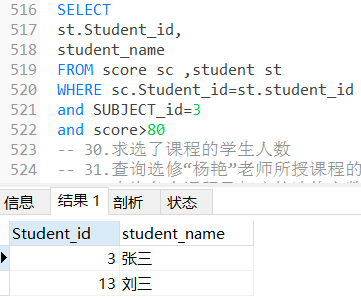 516 SELECT
517 st.Student_id,
518 student_name
519 FROM score sc ,student st
520 WHERE sc.Student_id=st.student_id
521 and SUBJECT_id=3
522 and score>80
523 -- 30.求选了课程的学生人数
524 -- 31.查询选修“杨艳”老师所授课程的
信息 结果 1 剖析 状态
Student_id student_name
3 张三
13 刘三